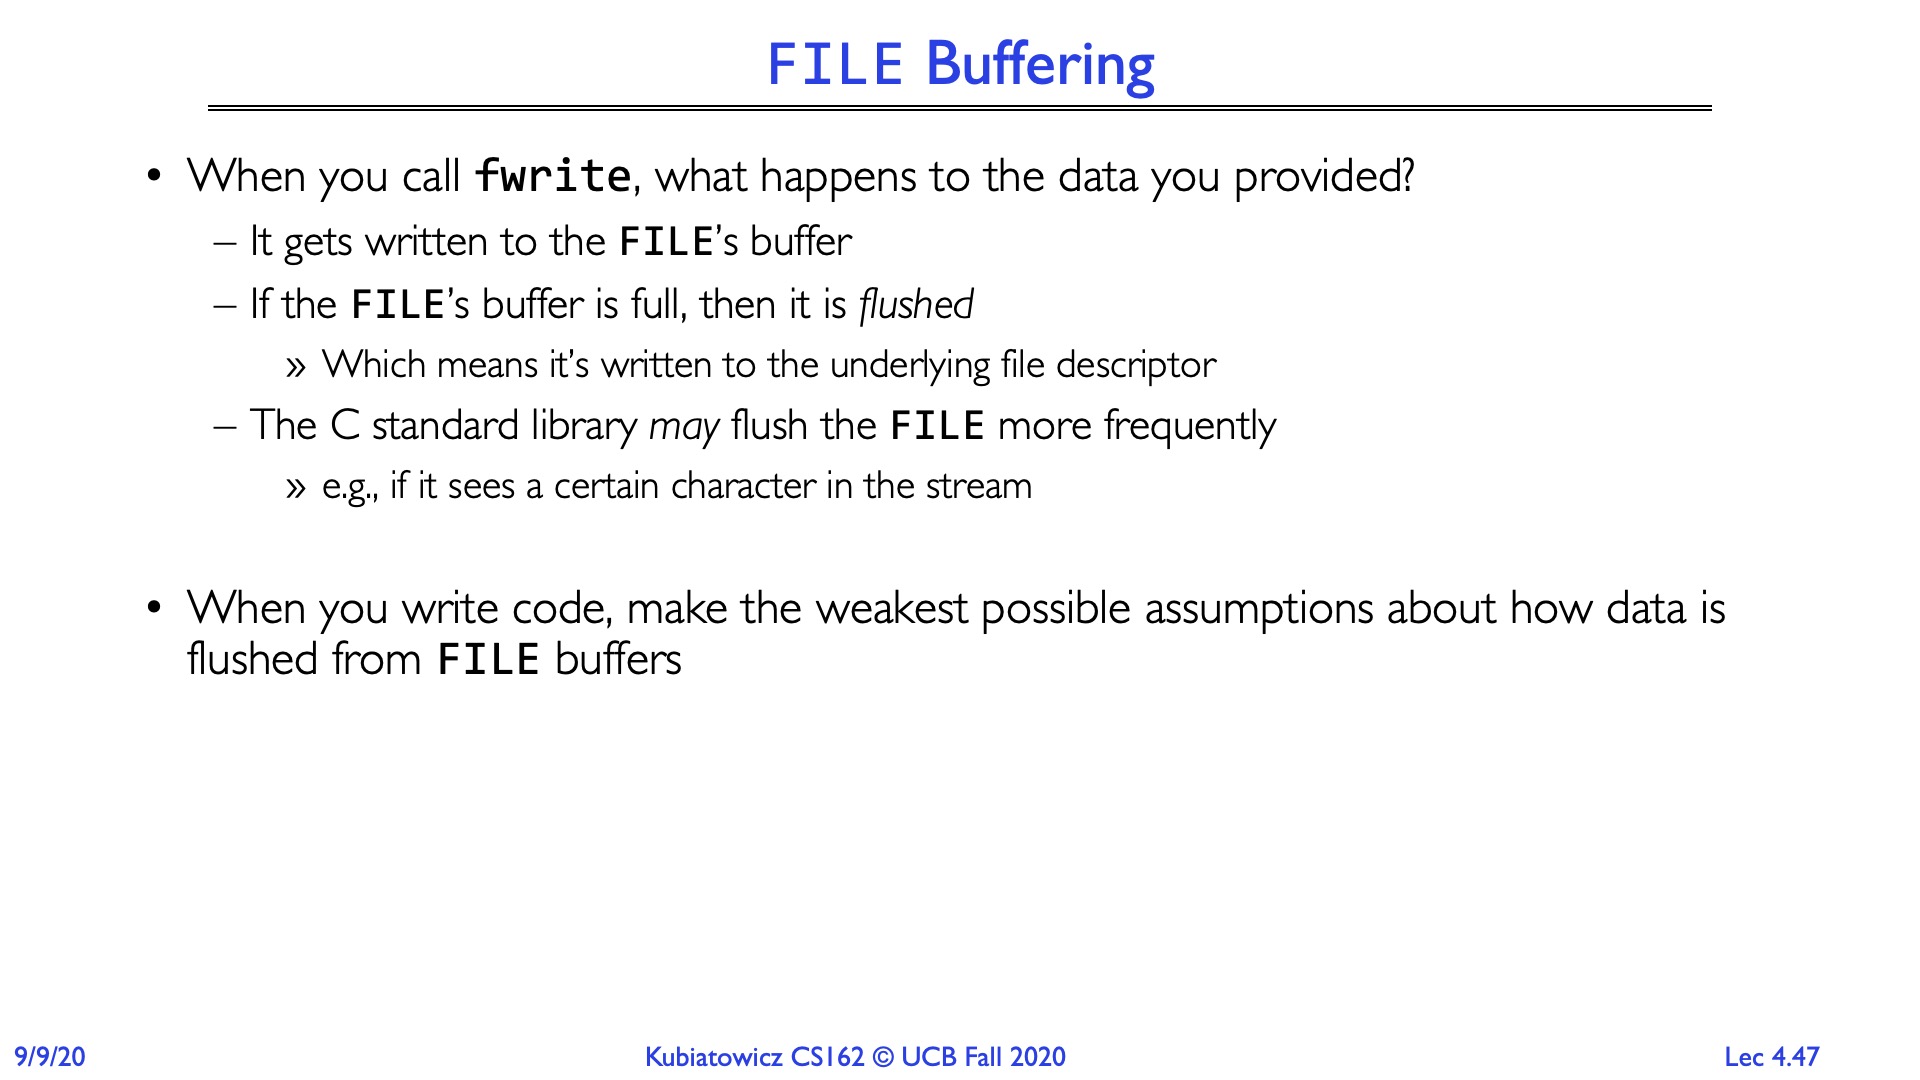 FILE Buffering
• When you call fwrite, what happens to the data you provided?
– It gets written to the FILE’s buffer
– If the FILE’s buffer is full, then it is flushed
» Which means it’s written to the underlying file descriptor
– The C standard library may flush the FILE more frequently
» e.g., if it sees a certain character in the stream
• When you write code, make the weakest possible assumptions about how data is
flushed from FILE buffers
9/9/20
Kubiatowicz CS162 © UCB Fall 2020
Lec 4.47